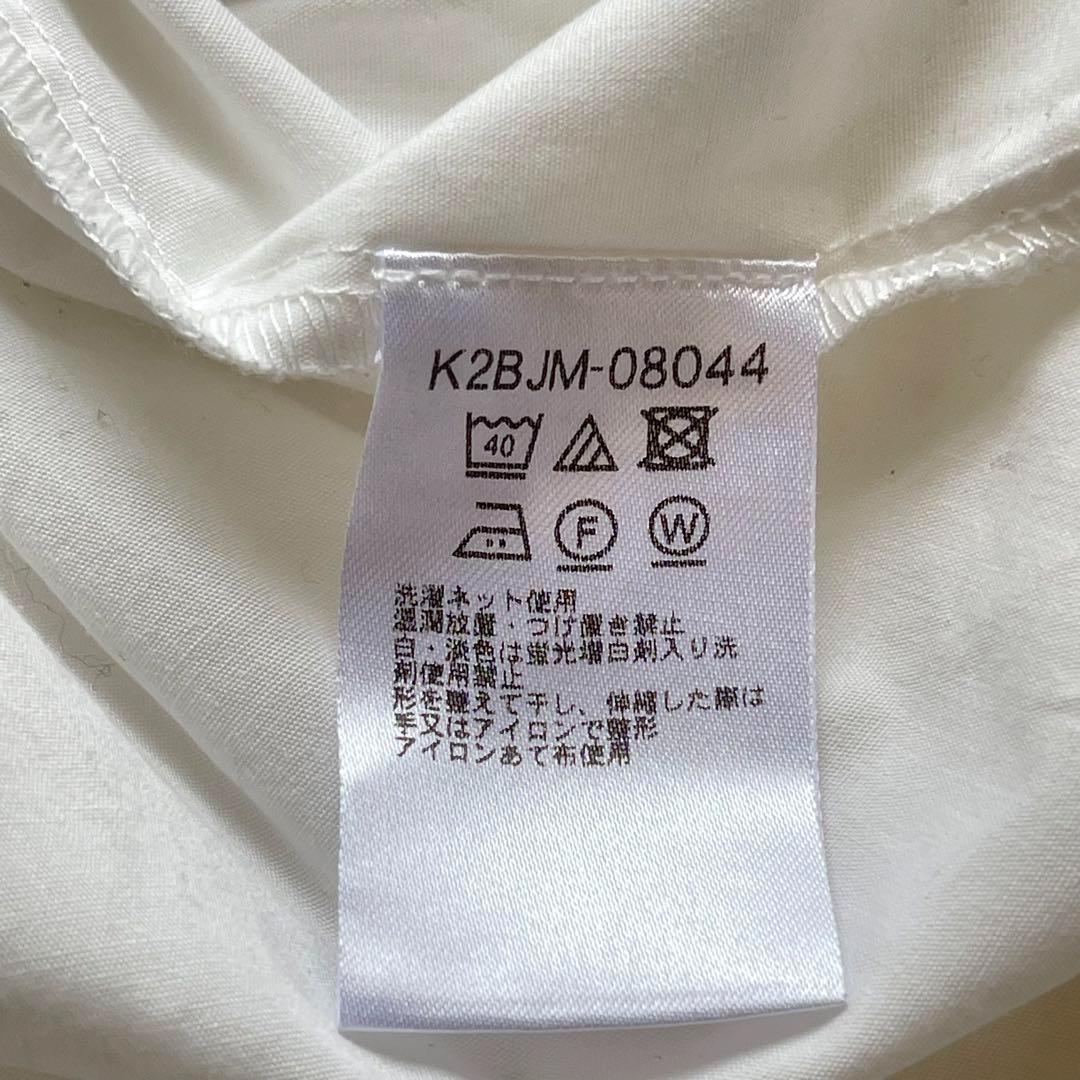 K2BJM-08044
40
F W
洗濯ネット使用
湿潤放置・つけ置き禁止
白・淡色は蛍光増白剤入り洗
剤使用禁止
形を整えて干し、伸縮した際は
手又はアイロンで整形
アイロンあて布使用